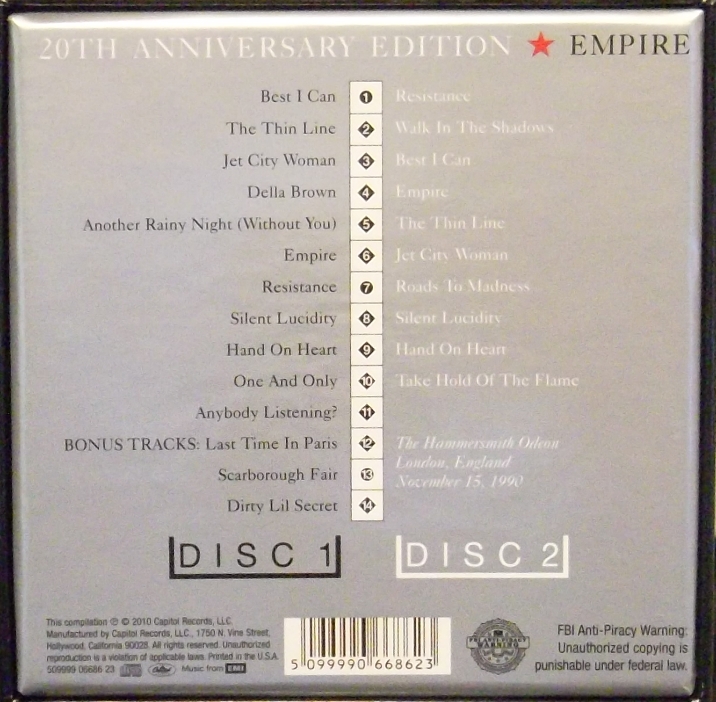 20TH ANNIVERSARY EDITION ★ EMPIRE
Best I Can 1 Resistance
The Thin Line 2 Walk In The Shadows
Jet City Woman 3 Best I Can
Della Brown 4 Empire
Another Rainy Night (Without You) 5 The Thin Line
Empire 6 Jet City Woman
Resistance 7 Roads To Madness
Silent Lucidity 8 Silent Lucidity
Hand On Heart 9 Hand On Heart
One And Only 10 Take Hold Of The Flame
Anybody Listening? 11
BONUS TRACKS: Last Time In Paris 12
Scarborough Fair 13
Dirty Lil Secret 14
The Hammersmith Odeon
London, England
November 15, 1990
DISC 1
DISC 2
This compilation ℗ © 2010 Capitol Records, LLC.
Manufactured by Capitol Records, LLC., 1750 N. Vine Street,
Hollywood, California 90028. All rights reserved. Unauthorized
reproduction is a violation of applicable laws. Printed in the U.S.A.
509999 06686 23 Music from EMI
5 099990 668623
FBI ANTI-PIRACY
WARNING
FBI Anti-Piracy Warning:
Unauthorized copying is
punishable under federal law.